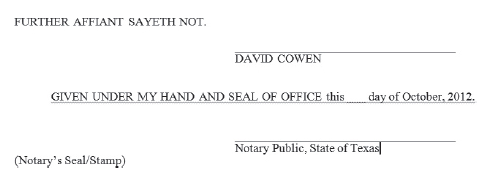 FURTHER AFFIANT SAYETH NOT.
DAVID COWEN
GIVEN UNDER MY HAND AND SEAL OF OFFICE this ___ day of October, 2012.
Notary Public, State of Texas
(Notary's Seal/Stamp)